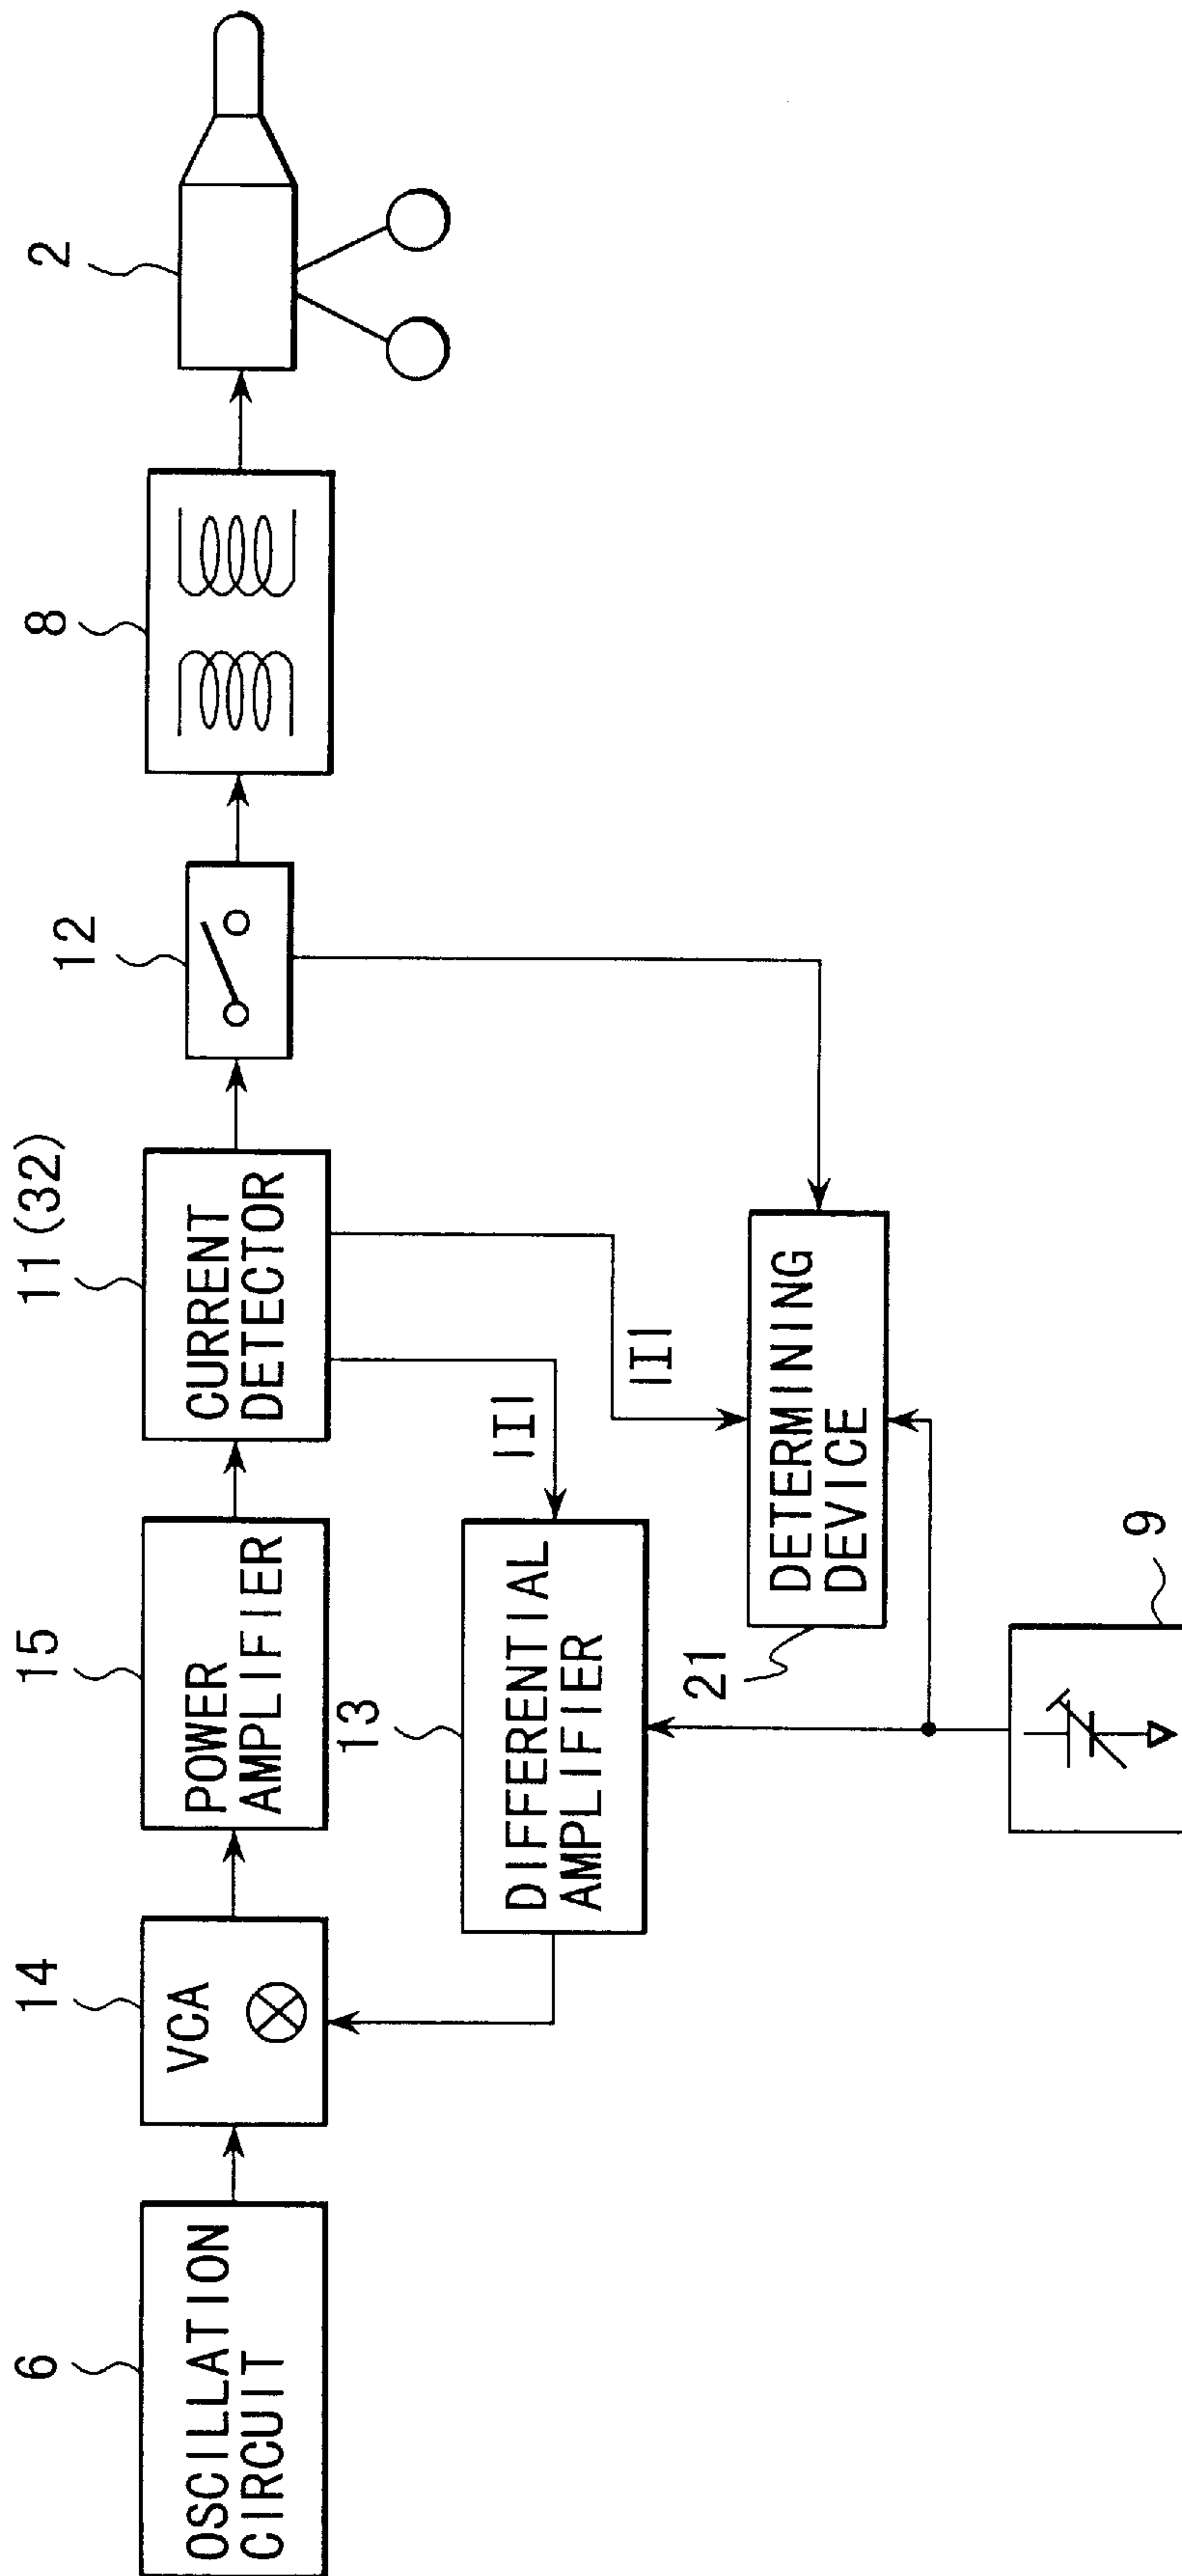 6
OSCILLATION
CIRCUIT
14
VCA
15
POWER
AMPLIFIER
11(32)
CURRENT
DETECTOR
12
8
2
13
DIFFERENTIAL
AMPLIFIER
|I|
|I|
21
DETERMINING
DEVICE
9